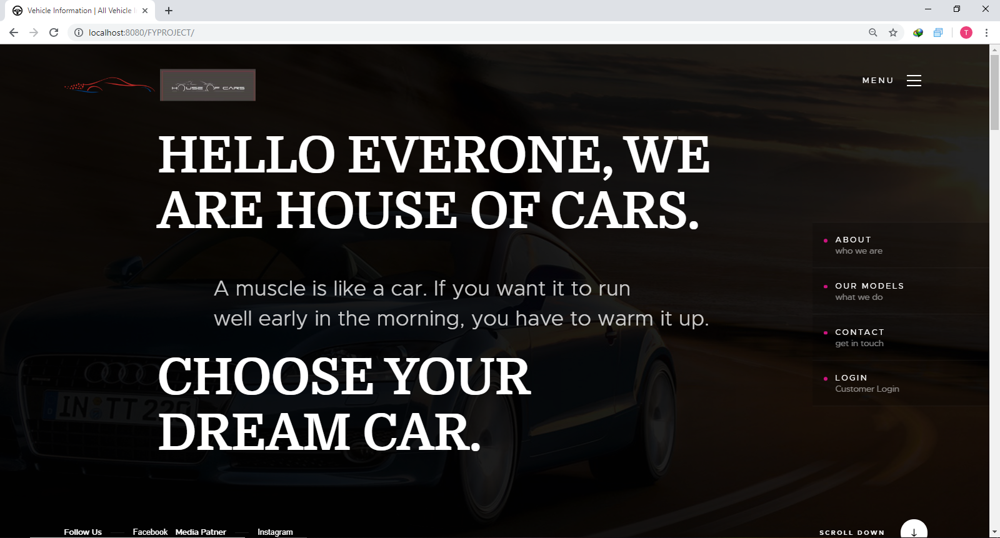 Vehicle Information | All Vehicle I
localhost:8080/FYPROJECT/
T
HOUSE OF CARS
MENU
HELLO EVERONE, WE
ARE HOUSE OF CARS.
A muscle is like a car. If you want it to run
well early in the morning, you have to warm it up.
CHOOSE YOUR
DREAM CAR.
ABOUT
who we are
OUR MODELS
what we do
CONTACT
get in touch
LOGIN
Customer Login
IN TT 220
Follow Us Facebook Media Patner Instagram
SCROLL DOWN